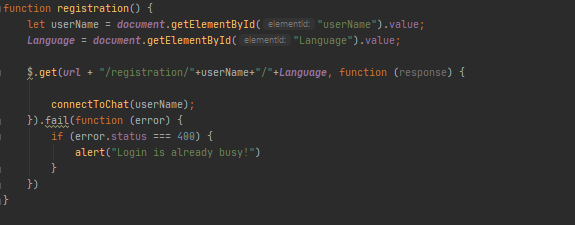 function registration() {
let userName = document.getElementById( elementId: "userName").value;
Language = document.getElementById( elementId: "Language").value;
$.get(url + "/registration/"+userName+"/"+Language, function (response) {
connectToChat(userName);
}).fail(function (error) {
if (error.status === 400) {
alert("Login is already busy!")
}
})
}